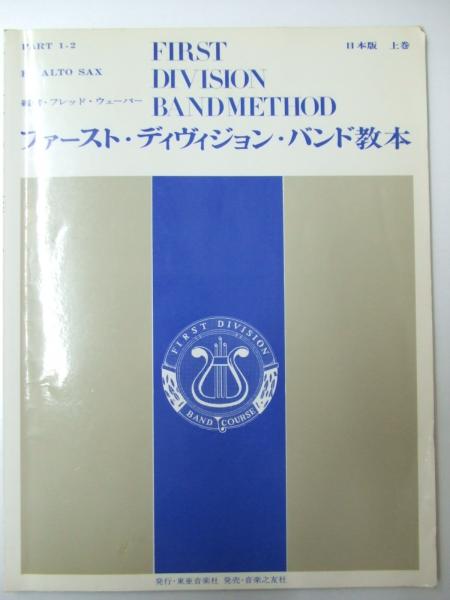 PART 1-2
FIRST
DIVISION
BAND METHOD
日本版 上巻
E♭ ALTO SAX
フレッド・ウェーバー
ファースト・ディヴィジョン・バンド教本
FIRST DIVISION
BAND COURSE
発行・東亜音楽社 発売・音楽之友社